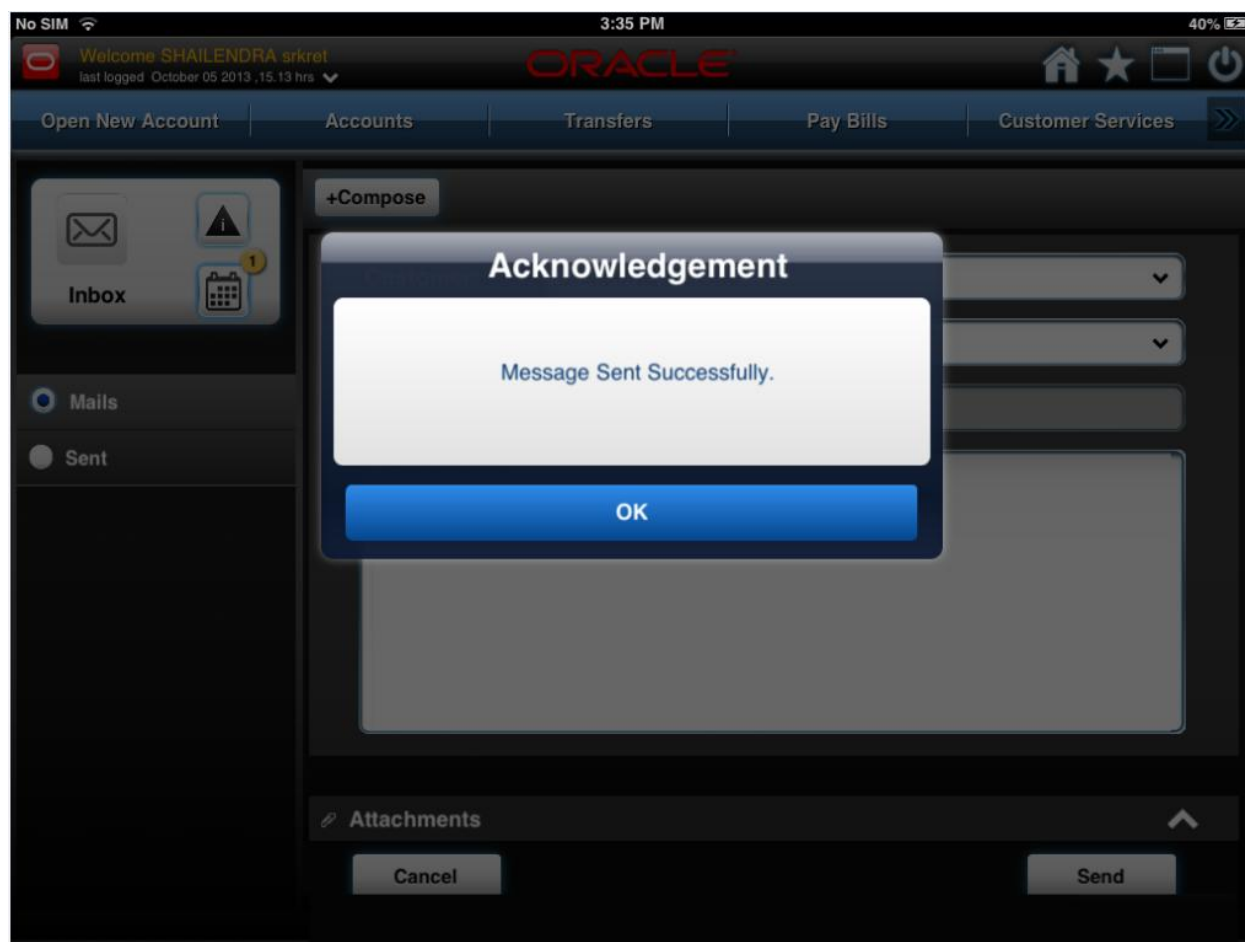 No SIM 3:35 PM 40%
Welcome SHAILENDRA srkret
last logged October 05 2013 ,15.13 hrs
ORACLE
Open New Account Accounts Transfers Pay Bills Customer Services
+Compose
1
Inbox
Acknowledgement
Message Sent Successfully.
OK
Mails
Sent
Attachments
Cancel Send